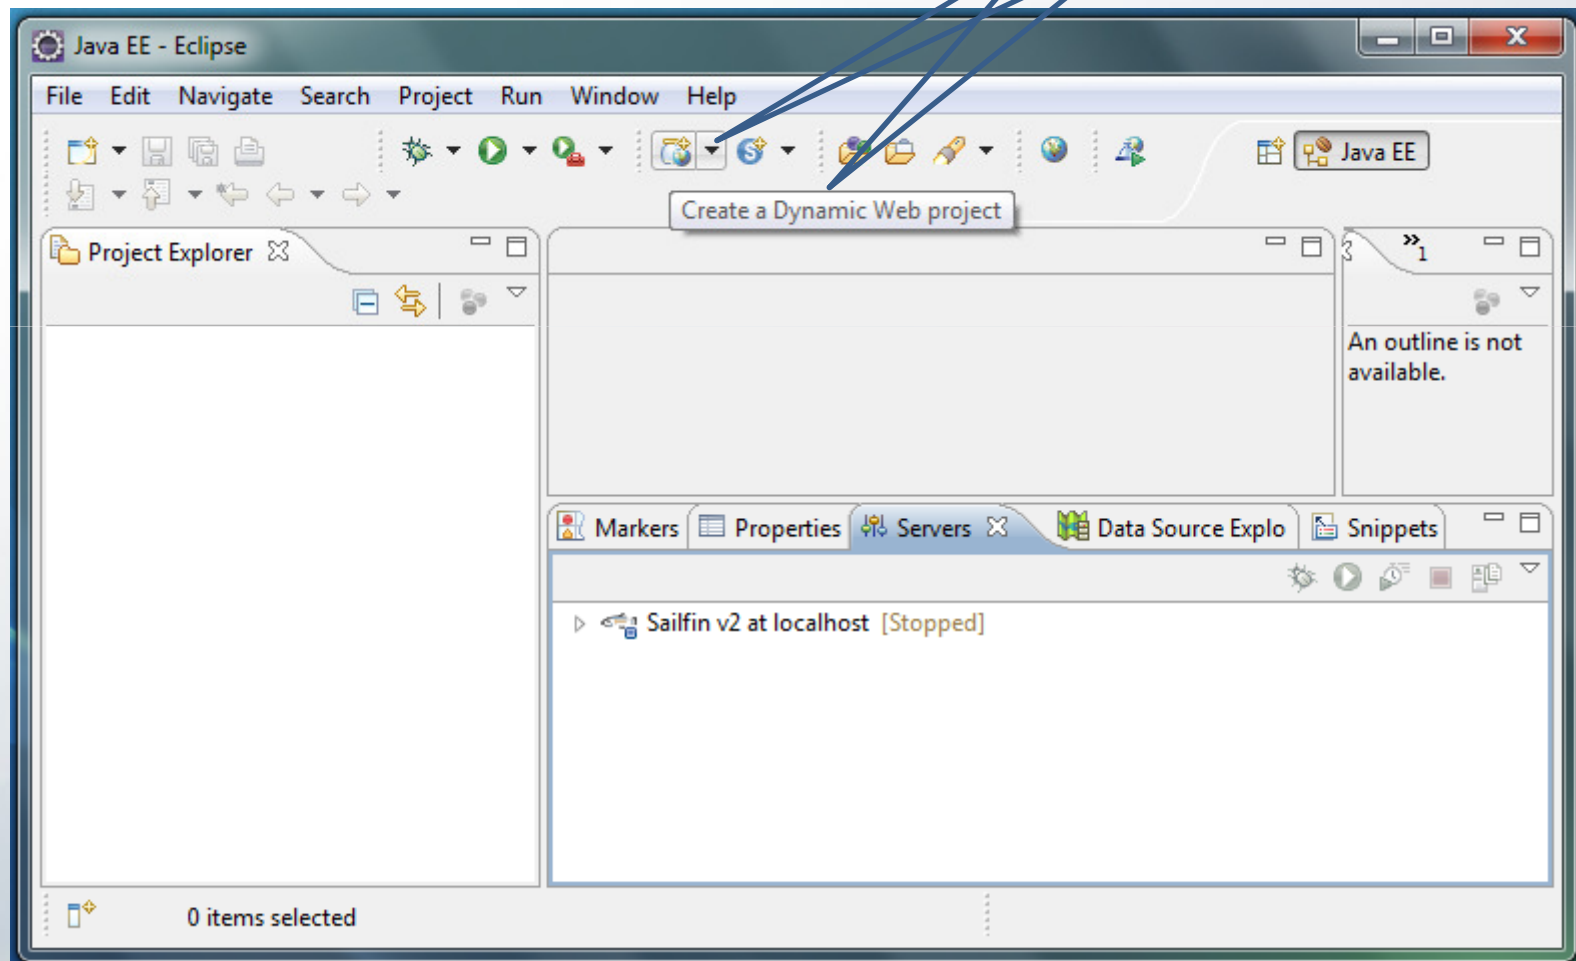 Java EE - Eclipse
File Edit Navigate Search Project Run Window Help
Java EE
Create a Dynamic Web project
Project Explorer
»1
An outline is not
available.
Markers Properties Servers Data Source Explo Snippets
Sailfin v2 at localhost [Stopped]
0 items selected